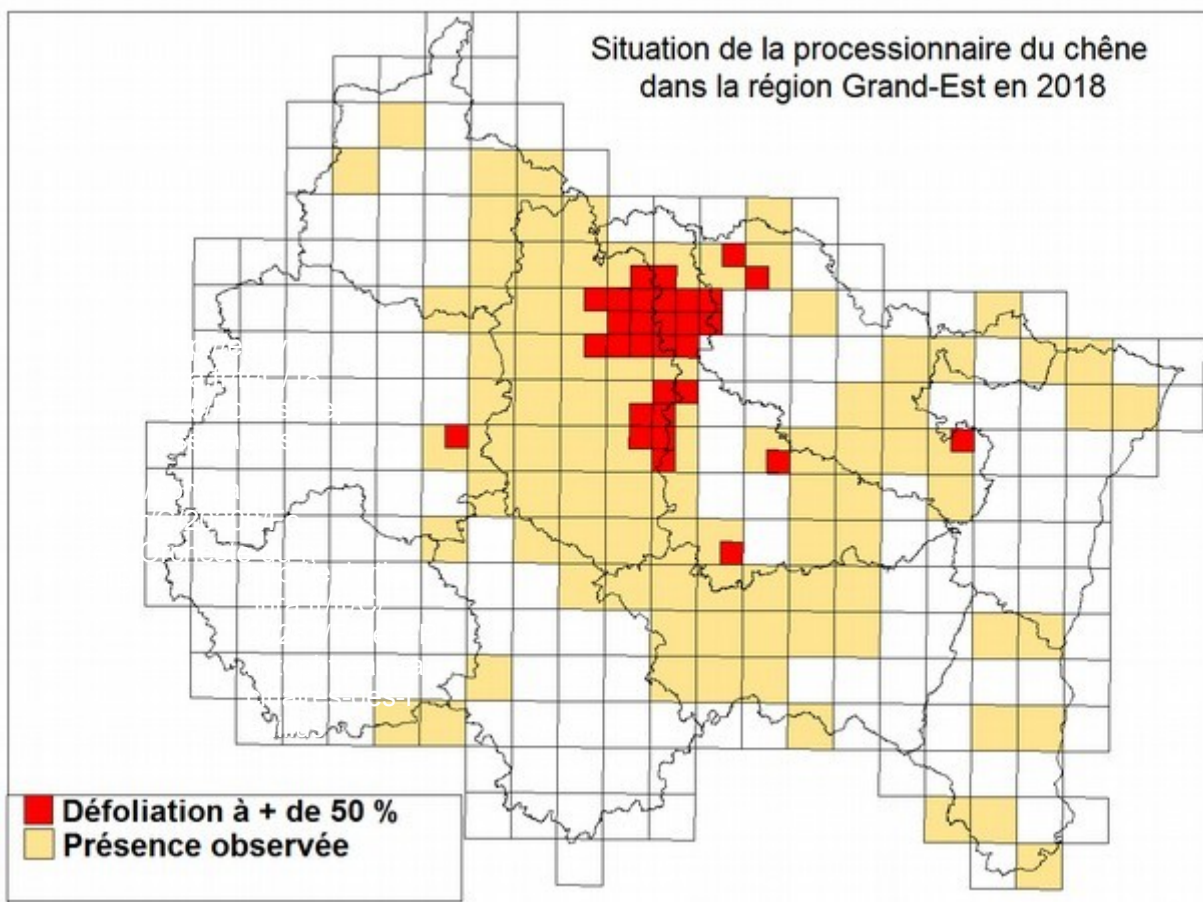 Situation de la processionnaire du chêne
dans la région Grand-Est en 2018
Défoliation à + de 50 %
Présence observée